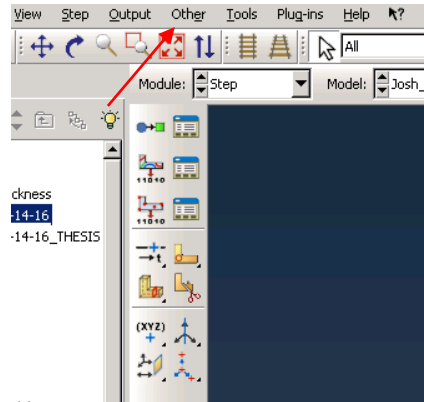 View Step Output Other Tools Plug-ins Help
All
Module: Step Model: Josh_
ckness
-14-16
-14-16_THESIS
11010
11010
t
(XYZ)